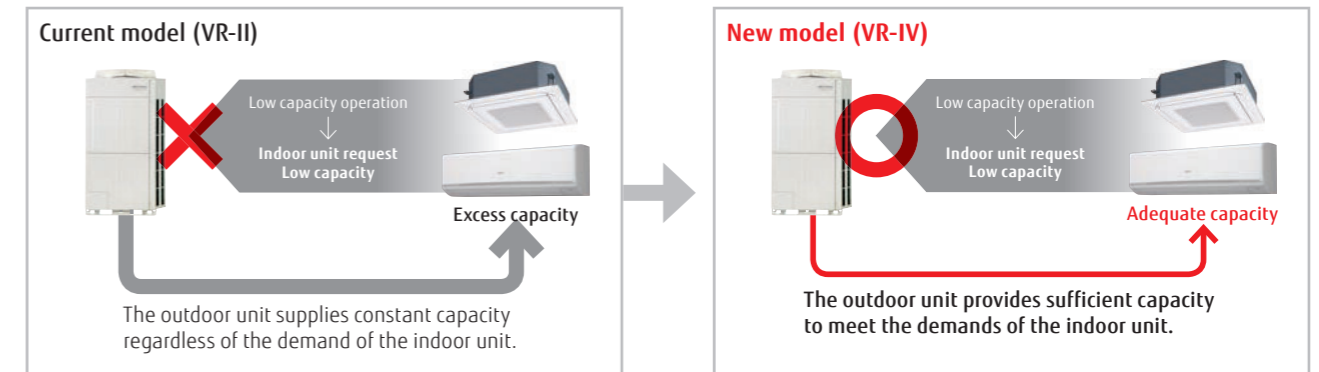 Current model (VR-II)
Low capacity operation
↓
Indoor unit request
Low capacity
Excess capacity
The outdoor unit supplies constant capacity
regardless of the demand of the indoor unit.
New model (VR-IV)
Low capacity operation
↓
Indoor unit request
Low capacity
Adequate capacity
The outdoor unit provides sufficient capacity
to meet the demands of the indoor unit.